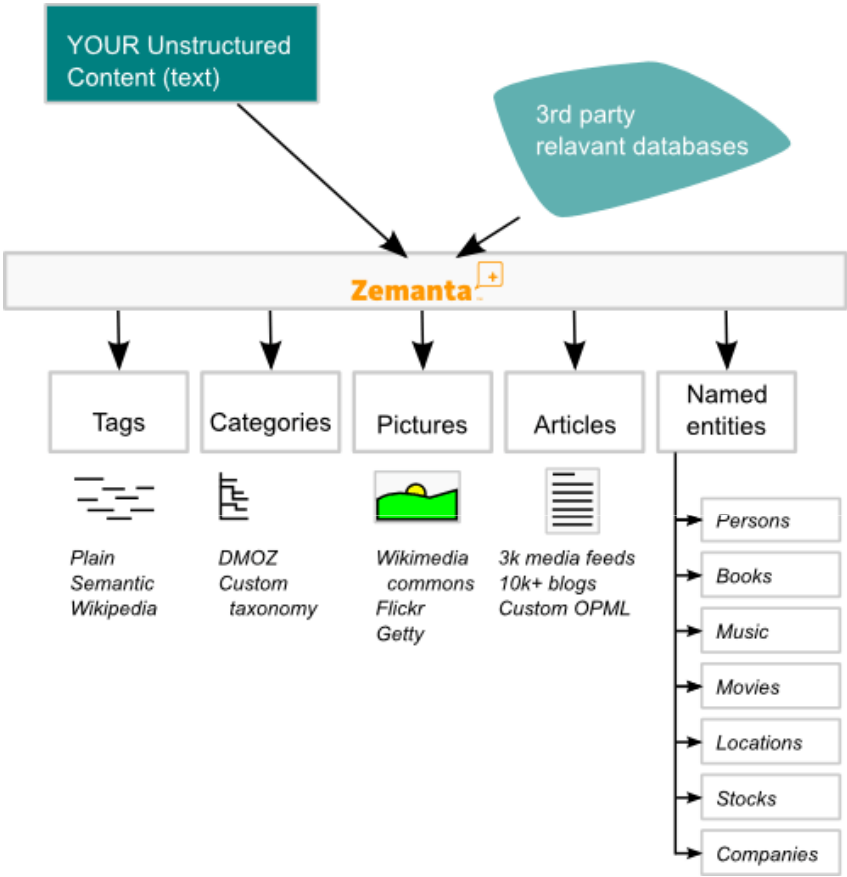 YOUR Unstructured
Content (text)
3rd party
relavant databases
Zemanta
Tags
Categories
Pictures
Articles
Named
entities
Plain
Semantic
Wikipedia
DMOZ
Custom
taxonomy
Wikimedia
commons
Flickr
Getty
3k media feeds
10k+ blogs
Custom OPML
Persons
Books
Music
Movies
Locations
Stocks
Companies